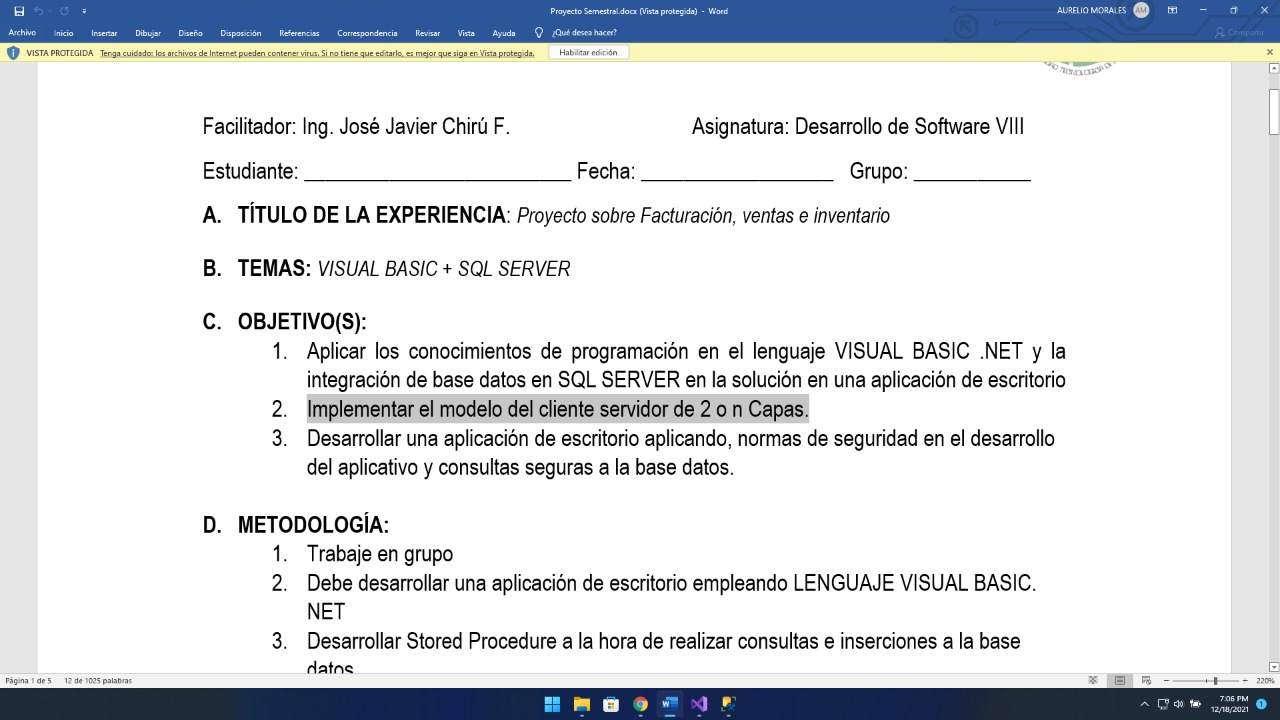 Proyecto Semestral.docx (Vista protegida) - Word
AURELIO MORALES AM
Archivo Inicio Insertar Dibujar Diseño Disposición Referencias Correspondencia Revisar Vista Ayuda ¿Qué desea hacer? Compartir
VISTA PROTEGIDA Tenga cuidado: los archivos de Internet pueden contener virus. Si no tiene que editarlo, es mejor que siga en Vista protegida. Habilitar edición
Facilitador: Ing. José Javier Chirú F. Asignatura: Desarrollo de Software VIII
Estudiante: _________________________ Fecha: __________________ Grupo: ___________
A. TÍTULO DE LA EXPERIENCIA: Proyecto sobre Facturación, ventas e inventario
B. TEMAS: VISUAL BASIC + SQL SERVER
C. OBJETIVO(S):
1. Aplicar los conocimientos de programación en el lenguaje VISUAL BASIC .NET y la
integración de base datos en SQL SERVER en la solución en una aplicación de escritorio
2. Implementar el modelo del cliente servidor de 2 o n Capas.
3. Desarrollar una aplicación de escritorio aplicando, normas de seguridad en el desarrollo
del aplicativo y consultas seguras a la base datos.
D. METODOLOGÍA:
1. Trabaje en grupo
2. Debe desarrollar una aplicación de escritorio empleando LENGUAJE VISUAL BASIC.
NET
3. Desarrollar Stored Procedure a la hora de realizar consultas e inserciones a la base
datos
Página 1 de 5 12 de 1025 palabras 220%
7:06 PM
12/18/2021